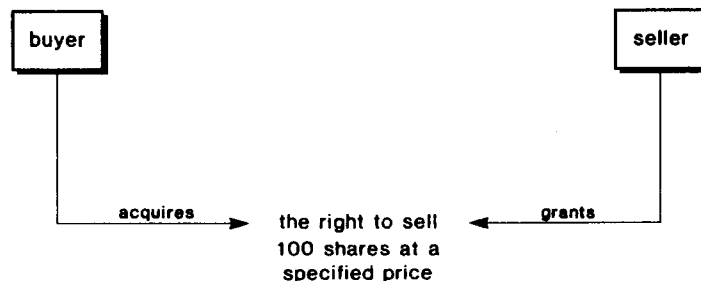 buyer
seller
acquires
grants
the right to sell
100 shares at a
specified price